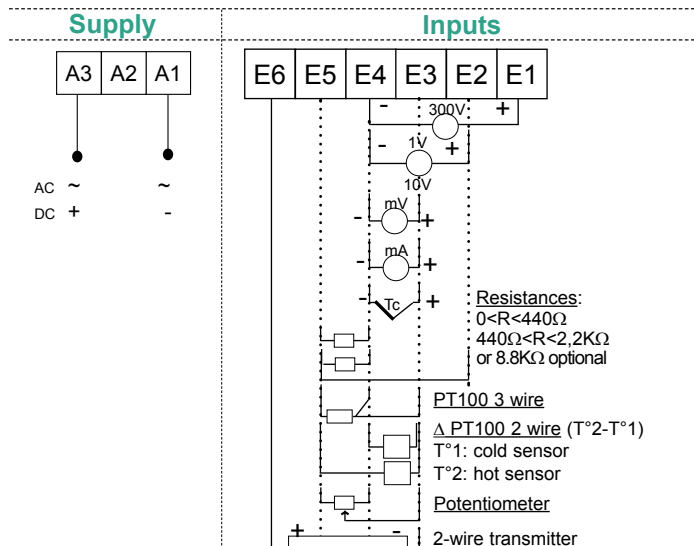 Supply
A3 A2 A1
AC ~ ~
DC + -
Inputs
E6 E5 E4 E3 E2 E1
- 300V +
- 1V +
10V
mV
- +
mA
- +
- Tc +
Resistances:
0<R<440Ω
440Ω<R<2,2KΩ
or 8.8KΩ optional
PT100 3 wire
Δ PT100 2 wire (T°2-T°1)
T°1: cold sensor
T°2: hot sensor
Potentiometer
+ - 2-wire transmitter